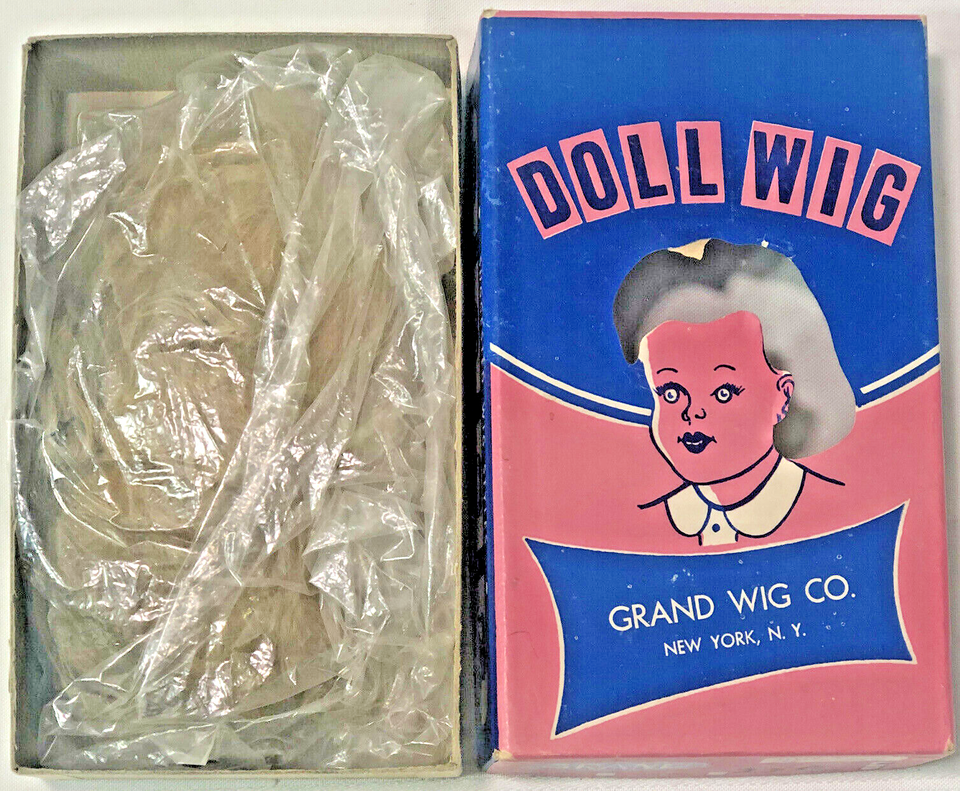 DOLL WIG
GRAND WIG CO.
NEW YORK, N. Y.